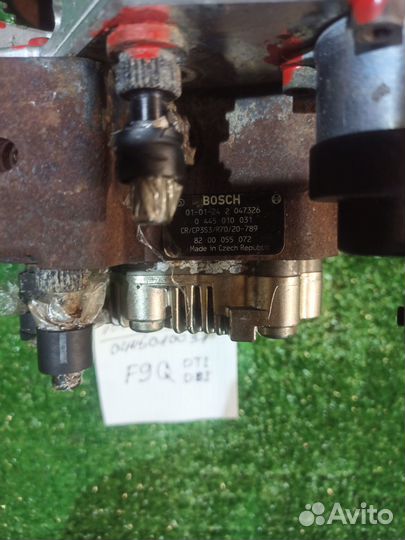 BOSCH
01-01-24 2 047326
0 445 010 031
CR/CP3S3/R70/20-789
82 00 055 072
Made in Czech Republic
0445010031
F9Q DTI
Avito